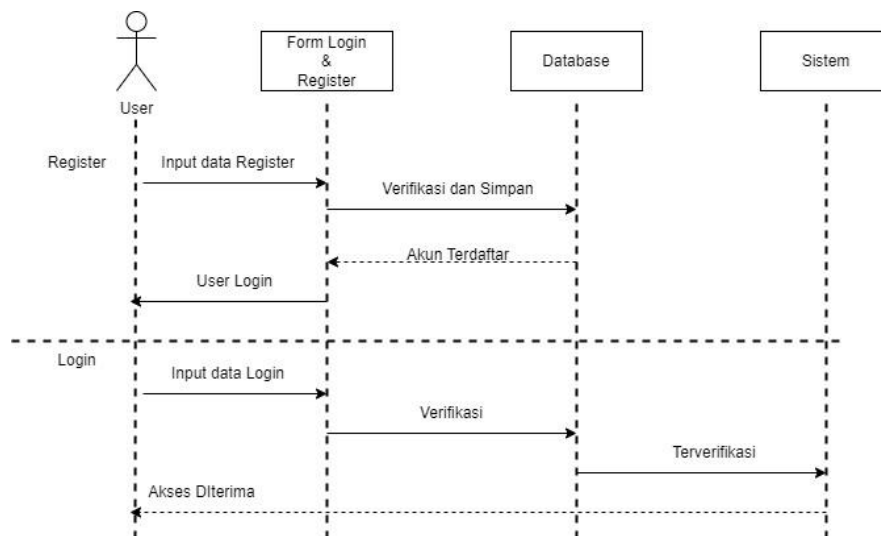 Form Login
&
Register
Database
Sistem
User
Register
Input data Register
Verifikasi dan Simpan
Akun Terdaftar
User Login
Login
Input data Login
Verifikasi
Terverifikasi
Akses DIterima